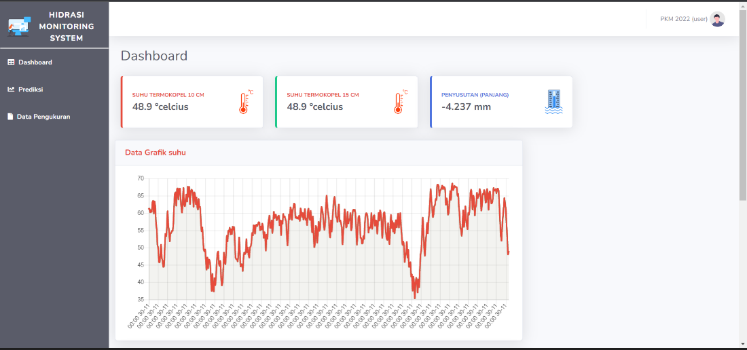 HIDRASI
MONITORING
SYSTEM
PKM 2022 (user)
Dashboard
Prediksi
Data Pengukuran
Dashboard
SUHU TERMOKOPEL 10 CM
48.9 °celcius
°C
SUHU TERMOKOPEL 15 CM
48.9 °celcius
°C
PENYUSUTAN (PANJANG)
-4.237 mm
Data Grafik suhu
70
65
60
55
50
45
40
35